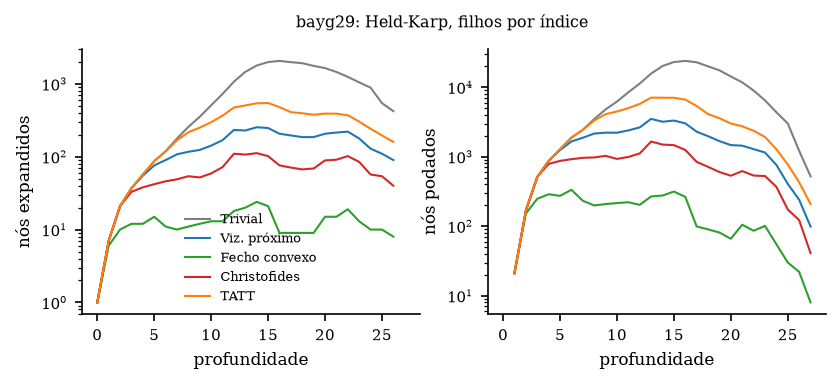 bayg29: Held-Karp, filhos por índice
nós expandidos
10³
10²
10¹
10⁰
Trivial
Viz. próximo
Fecho convexo
Christofides
TATT
0 5 10 15 20 25
profundidade
nós podados
10⁴
10³
10²
10¹
0 5 10 15 20 25
profundidade